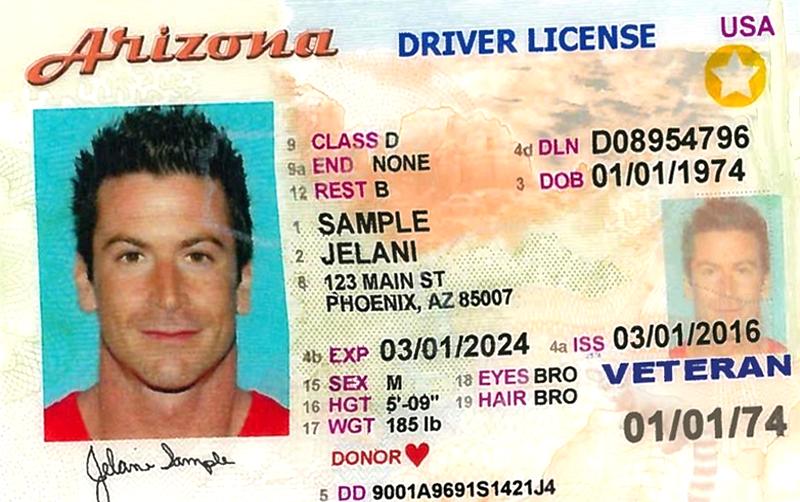 Arizona DRIVER LICENSE USA
9 CLASS D 4d DLN D08954796
9a END NONE 3 DOB 01/01/1974
12 REST B
1 SAMPLE
2 JELANI
8 123 MAIN ST
PHOENIX, AZ 85007
4b EXP 03/01/2024 4a ISS 03/01/2016
15 SEX M 18 EYES BRO VETERAN
16 HGT 5'-09" 19 HAIR BRO
17 WGT 185 lb 01/01/74
Jelani Sample DONOR
5 DD 9001A9691S1421J4